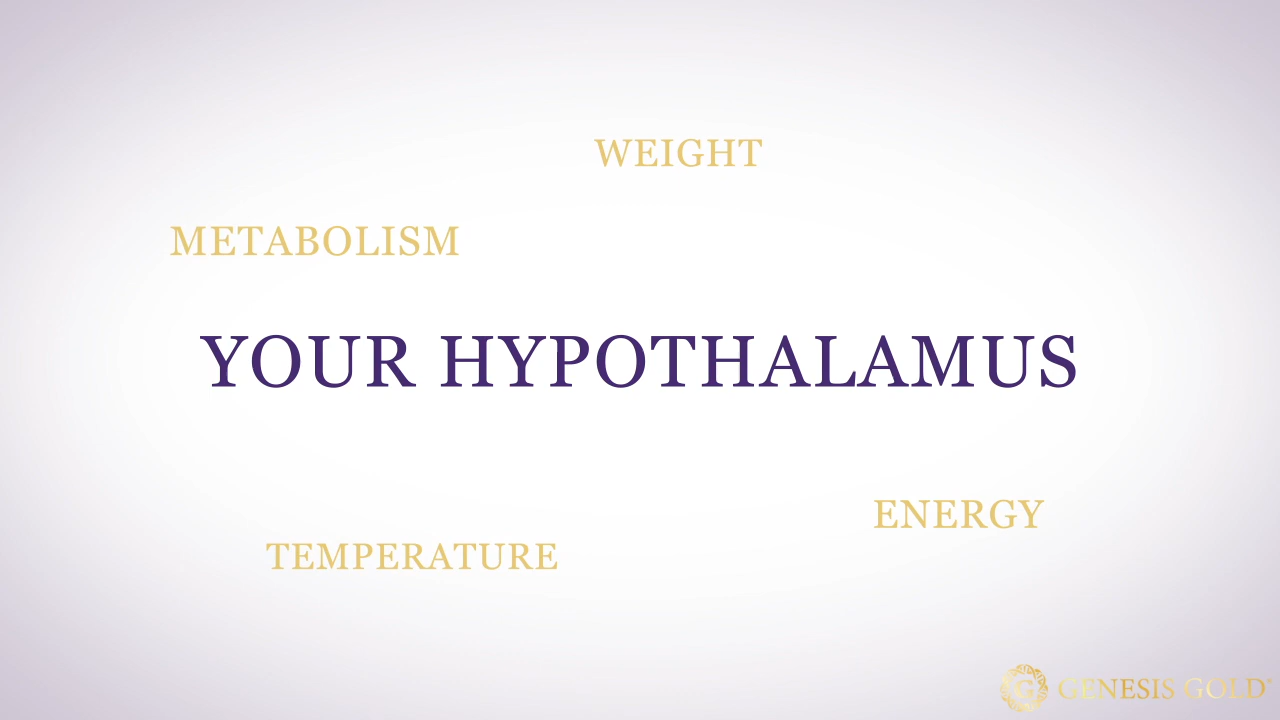 WEIGHT
METABOLISM
YOUR HYPOTHALAMUS
ENERGY
TEMPERATURE
G GENESIS GOLD®